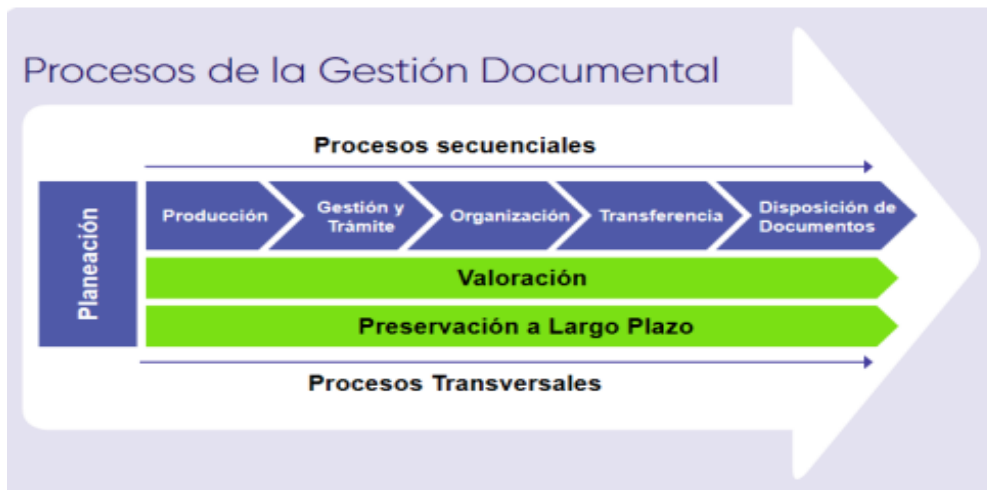 Procesos de la Gestión Documental
Procesos secuenciales
Planeación
Producción
Gestión y
Trámite
Organización
Transferencia
Disposición de
Documentos
Valoración
Preservación a Largo Plazo
Procesos Transversales